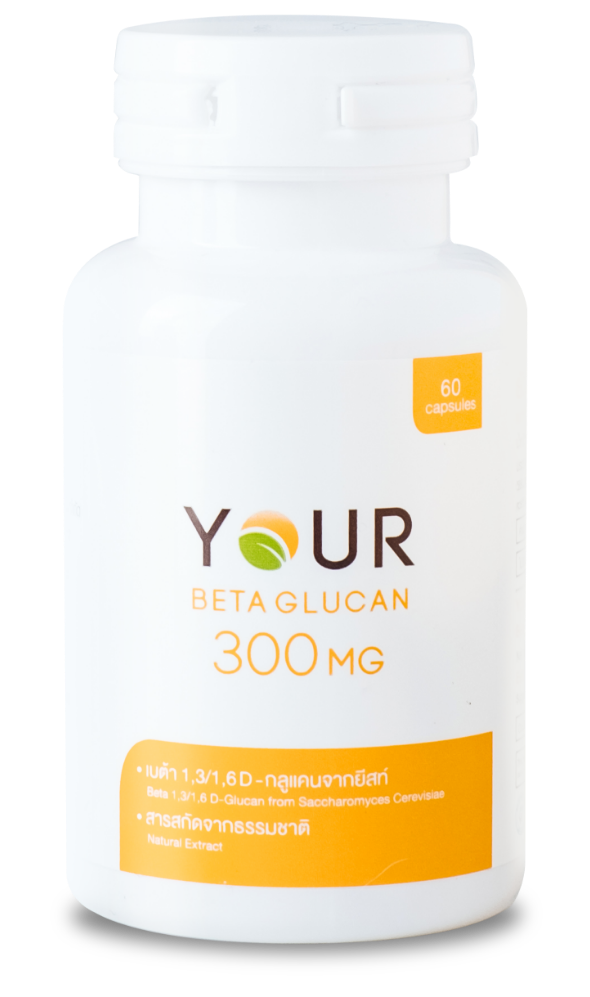 60
capsules
YOUR
BETA GLUCAN
300 MG
• เบต้า 1,3/1,6 D - กลูแคนจากยีสท์
Beta 1,3/1,6 D-Glucan from Saccharomyces Cerevisiae
• สารสกัดจากธรรมชาติ
Natural Extract